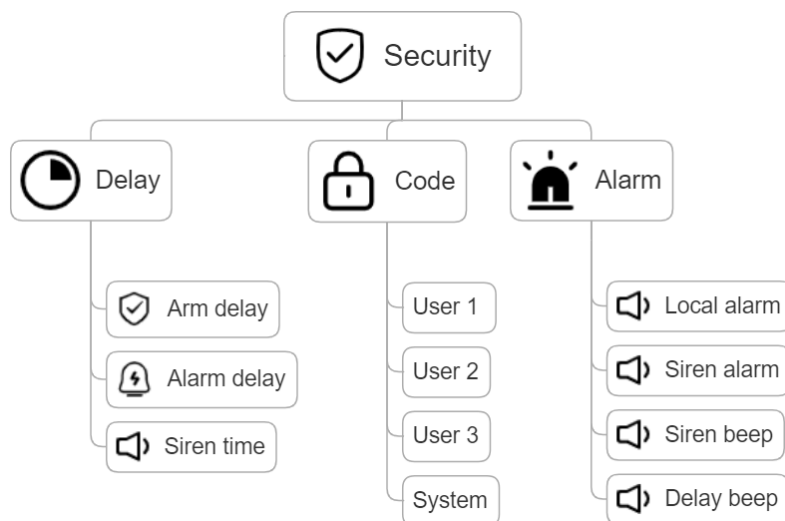 Security
Delay
Code
Alarm
Arm delay
Alarm delay
Siren time
User 1
User 2
User 3
System
Local alarm
Siren alarm
Siren beep
Delay beep